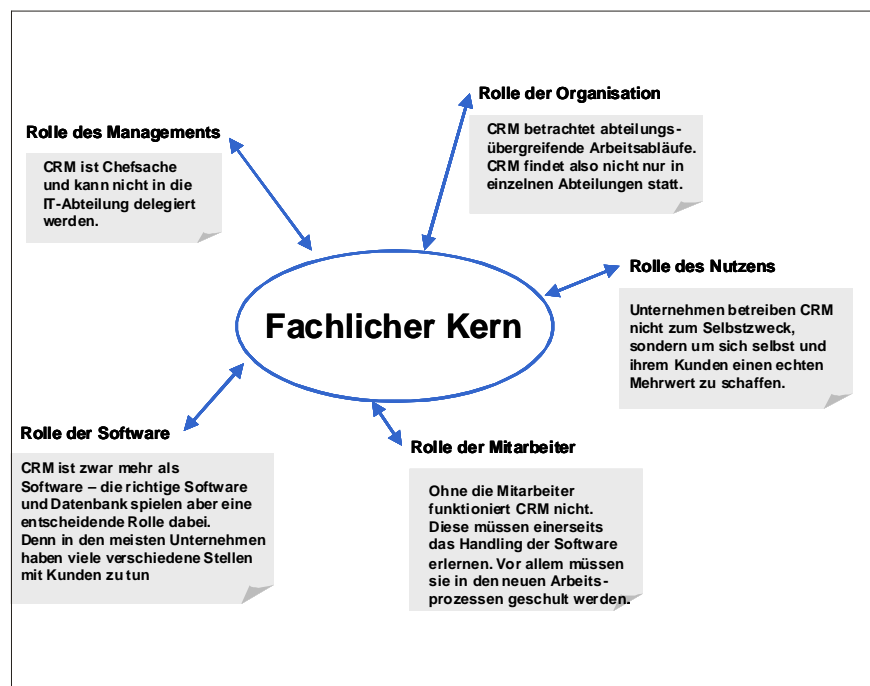 Rolle der Organisation
CRM betrachtet abteilungs-
übergreifende Arbeitsabläufe.
CRM findet also nicht nur in
einzelnen Abteilungen statt.
Rolle des Managements
CRM ist Chefsache
und kann nicht in die
IT-Abteilung delegiert
werden.
Rolle des Nutzens
Unternehmen betreiben CRM
nicht zum Selbstzweck,
sondern um sich selbst und
ihrem Kunden einen echten
Mehrwert zu schaffen.
Fachlicher Kern
Rolle der Software
CRM ist zwar mehr als
Software – die richtige Software
und Datenbank spielen aber eine
entscheidende Rolle dabei.
Denn in den meisten Unternehmen
haben viele verschiedene Stellen
mit Kunden zu tun
Rolle der Mitarbeiter
Ohne die Mitarbeiter
funktioniert CRM nicht.
Diese müssen einerseits
das Handling der Software
erlernen. Vor allem müssen
sie in den neuen Arbeits-
prozessen geschult werden.